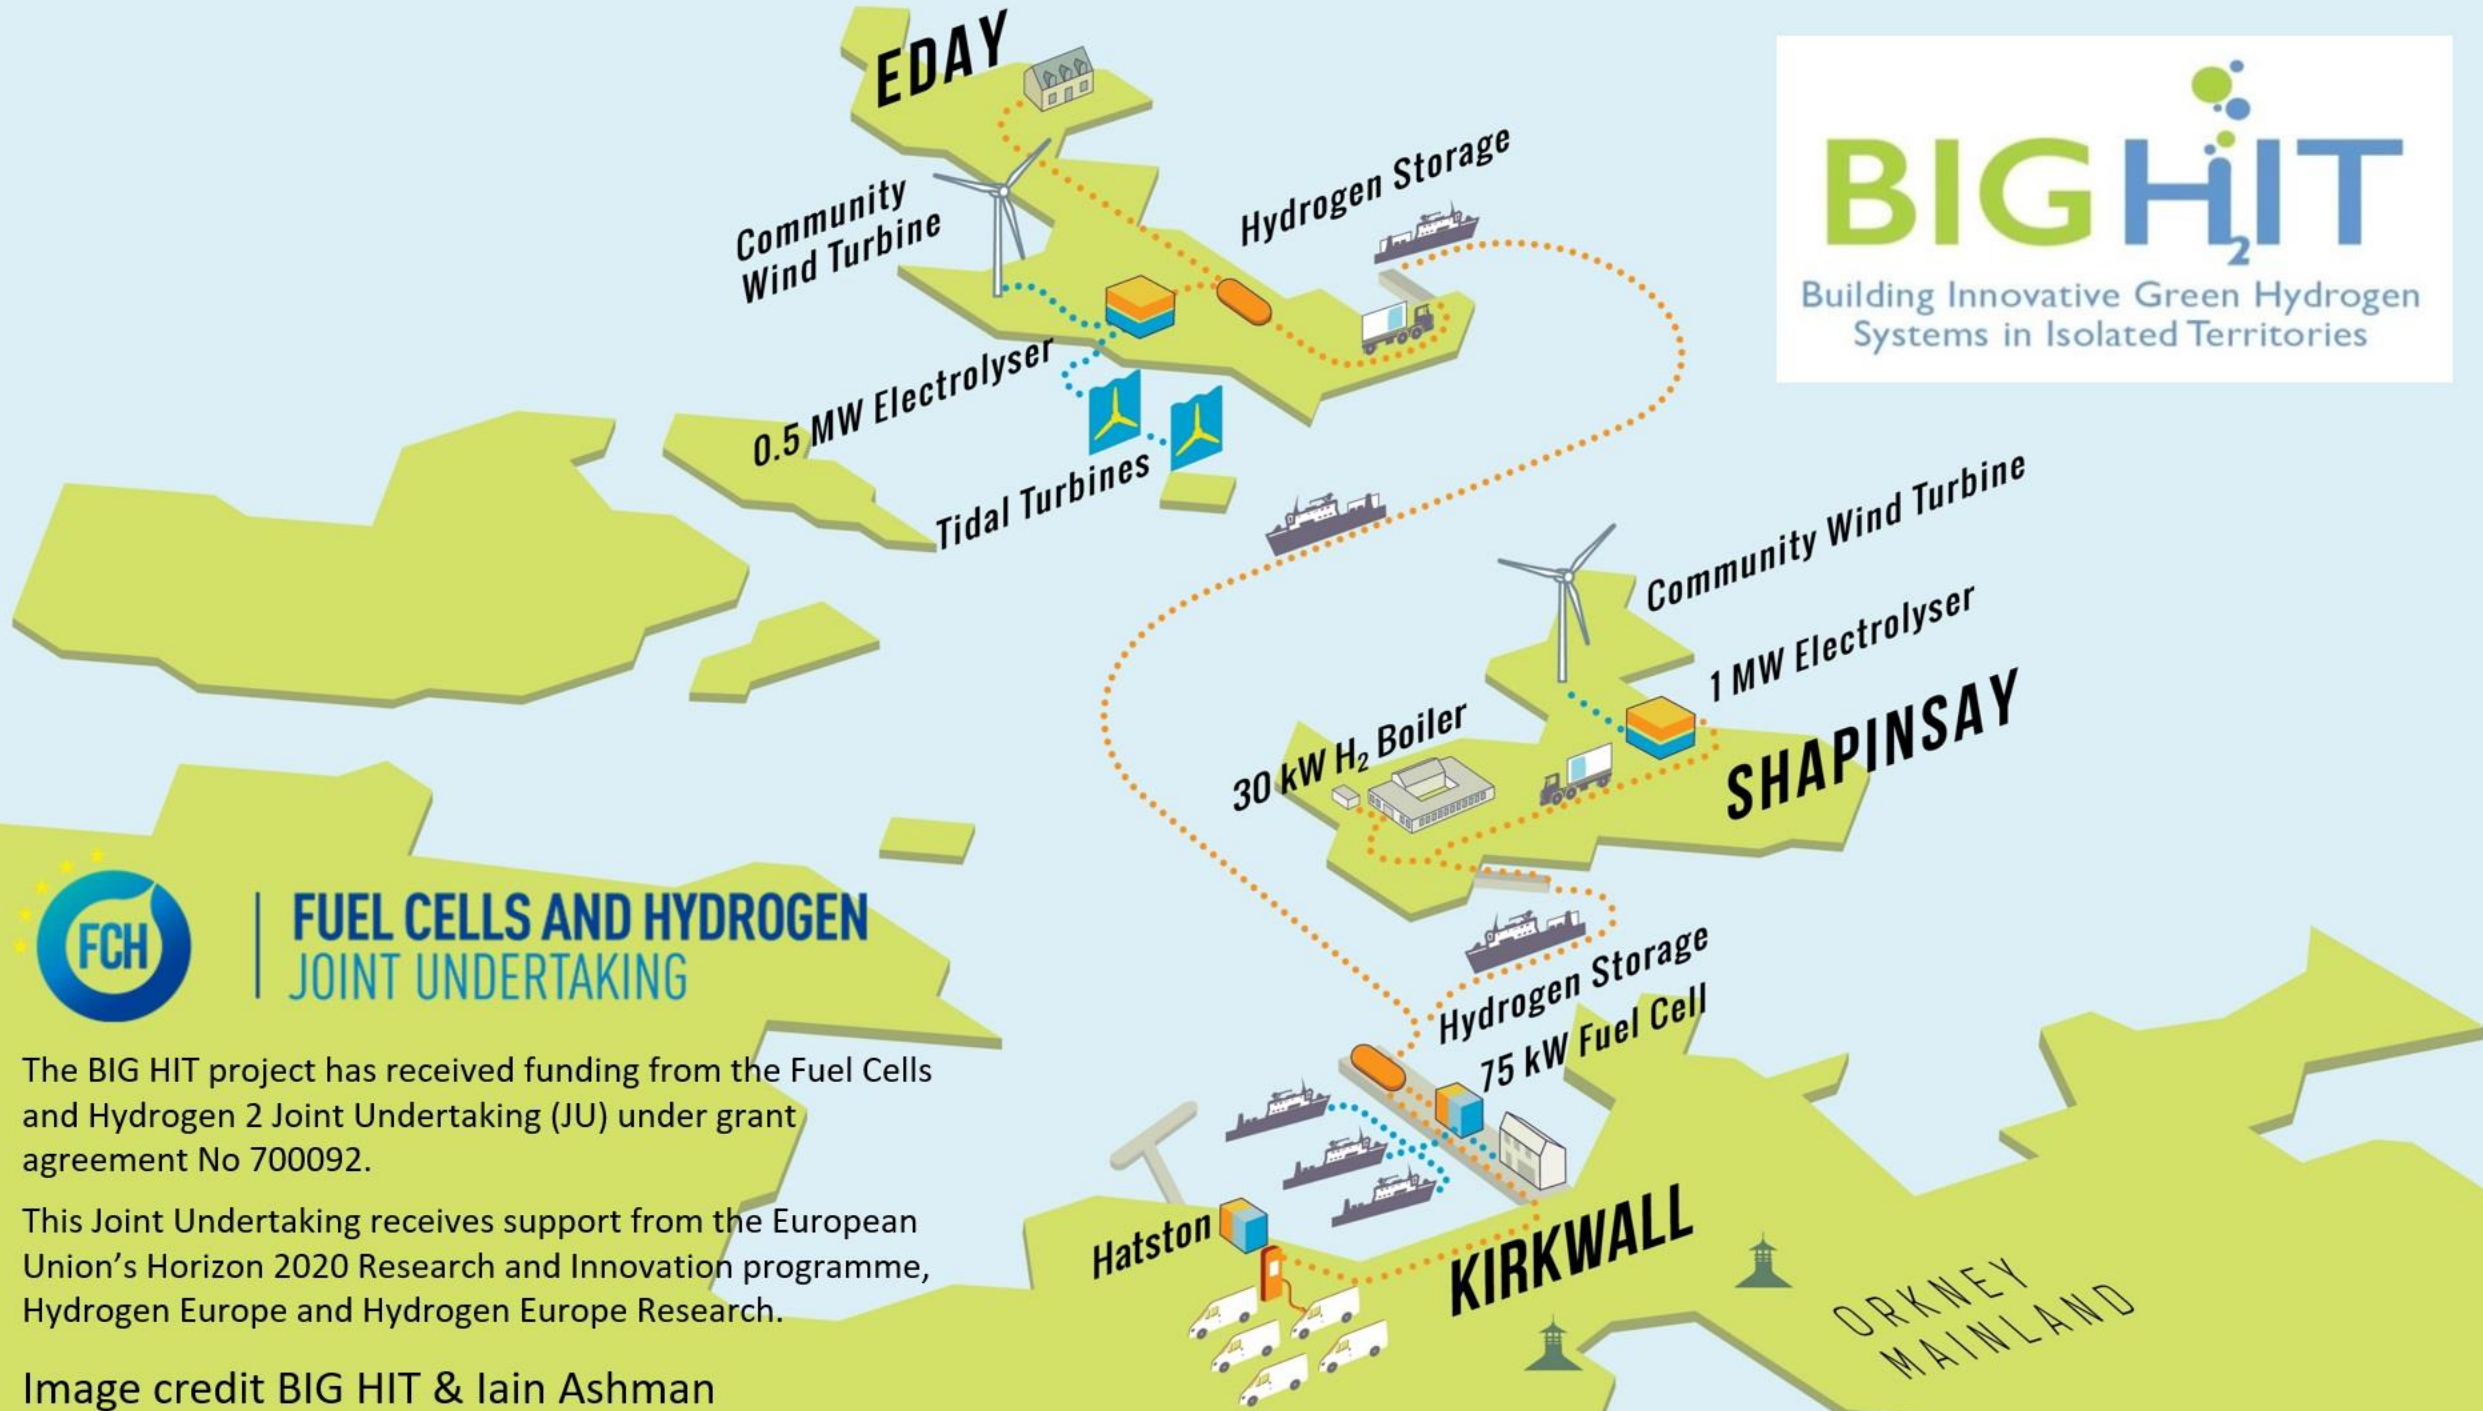 EDAY
Community
Wind Turbine
Hydrogen Storage
0.5 MW Electrolyser
Tidal Turbines
BIG HIT
H2
Building Innovative Green Hydrogen
Systems in Isolated Territories
Community Wind Turbine
1 MW Electrolyser
SHAPINSAY
30 kW H₂ Boiler
Hydrogen Storage
75 kW Fuel Cell
Hatston
KIRKWALL
ORKNEY
MAINLAND
FCH
FUEL CELLS AND HYDROGEN
JOINT UNDERTAKING
The BIG HIT project has received funding from the Fuel Cells
and Hydrogen 2 Joint Undertaking (JU) under grant
agreement No 700092.
This Joint Undertaking receives support from the European
Union’s Horizon 2020 Research and Innovation programme,
Hydrogen Europe and Hydrogen Europe Research.
Image credit BIG HIT & Iain Ashman